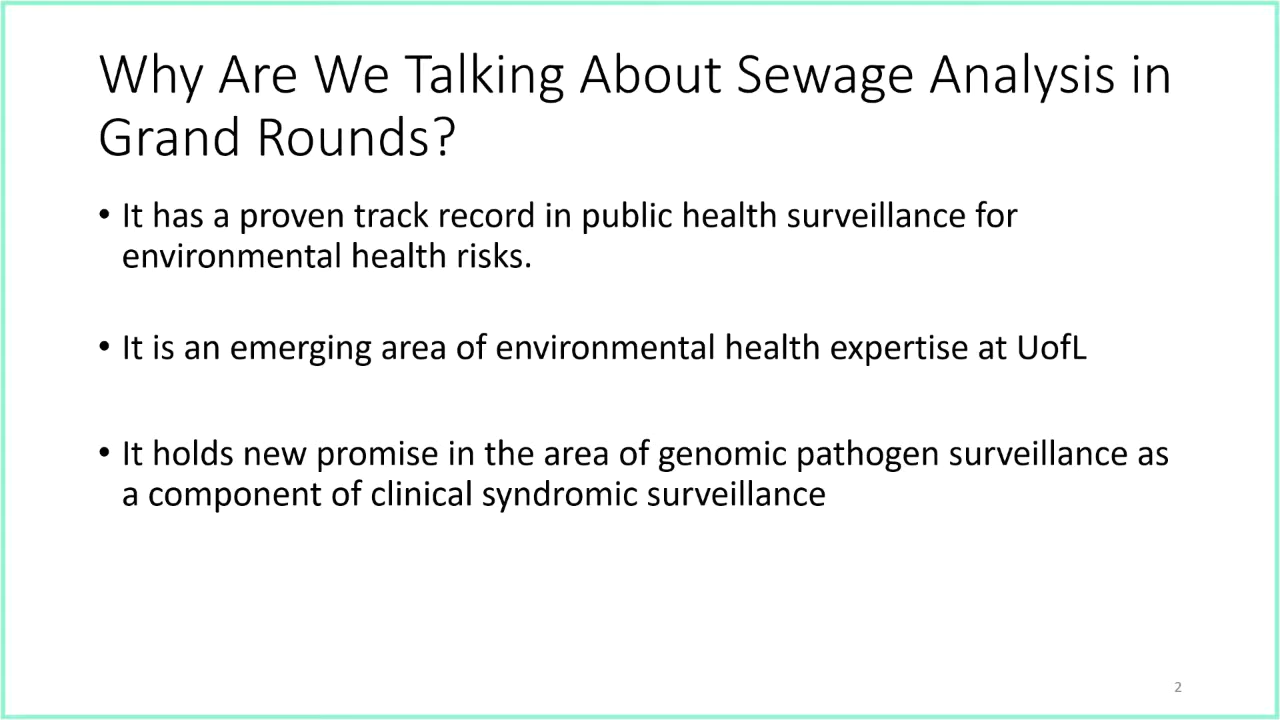 Why Are We Talking About Sewage Analysis in
Grand Rounds?
• It has a proven track record in public health surveillance for
environmental health risks.
• It is an emerging area of environmental health expertise at UofL
• It holds new promise in the area of genomic pathogen surveillance as
a component of clinical syndromic surveillance
2